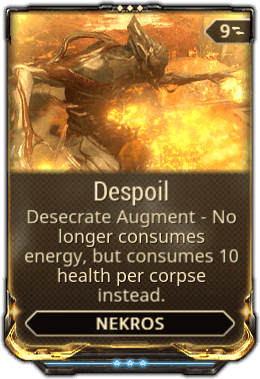 9
Despoil
Desecrate Augment - No
longer consumes
energy, but consumes 10
health per corpse
instead.
NEKROS